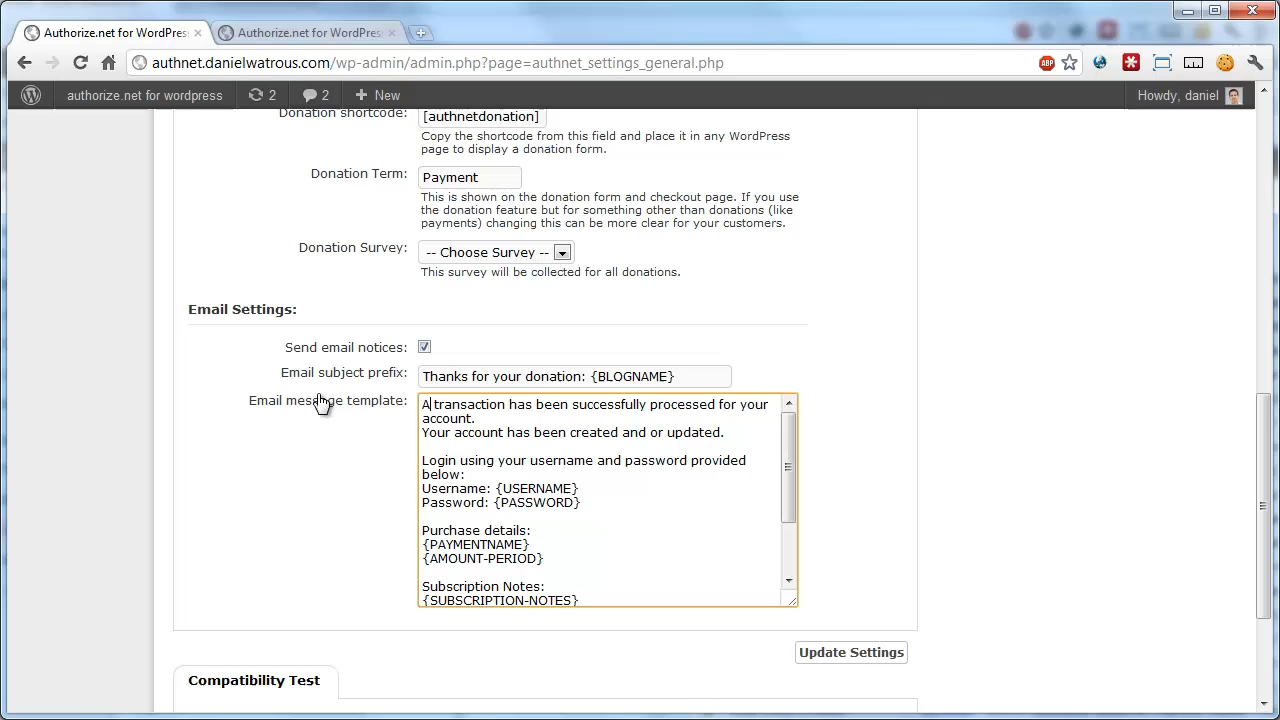 Authorize.net for WordPress
Authorize.net for WordPress
authnet.danielwatrous.com/wp-admin/admin.php?page=authnet_settings_general.php
ABP
authorize.net for wordpress 2 2 New Howdy, daniel
Donation shortcode: [authnetdonation]
Copy the shortcode from this field and place it in any WordPress
page to display a donation form.
Donation Term: Payment
This is shown on the donation form and checkout page. If you use
the donation feature but for something other than donations (like
payments) changing this can be more clear for your customers.
Donation Survey: -- Choose Survey --
This survey will be collected for all donations.
Email Settings:
Send email notices:
Email subject prefix: Thanks for your donation: {BLOGNAME}
Email message template: A transaction has been successfully processed for your
account.
Your account has been created and or updated.
Login using your username and password provided
below:
Username: {USERNAME}
Password: {PASSWORD}
Purchase details:
{PAYMENTNAME}
{AMOUNT-PERIOD}
Subscription Notes:
{SUBSCRIPTION-NOTES}
Update Settings
Compatibility Test